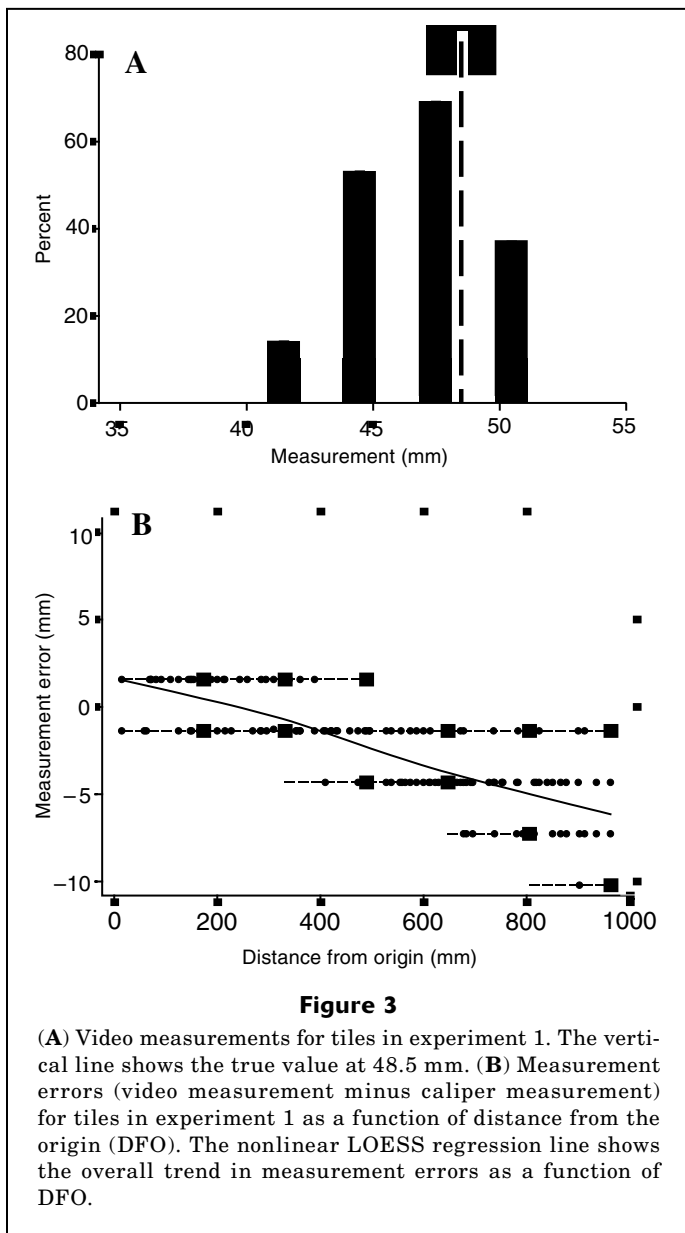 A
80
60
40
20
0
Percent
35 40 45 50 55
Measurement (mm)
B
10
5
0
−5
−10
Measurement error (mm)
0 200 400 600 800 1000
Distance from origin (mm)
Figure 3
(A) Video measurements for tiles in experiment 1. The verti-
cal line shows the true value at 48.5 mm. (B) Measurement
errors (video measurement minus caliper measurement)
for tiles in experiment 1 as a function of distance from the
origin (DFO). The nonlinear LOESS regression line shows
the overall trend in measurement errors as a function of
DFO.